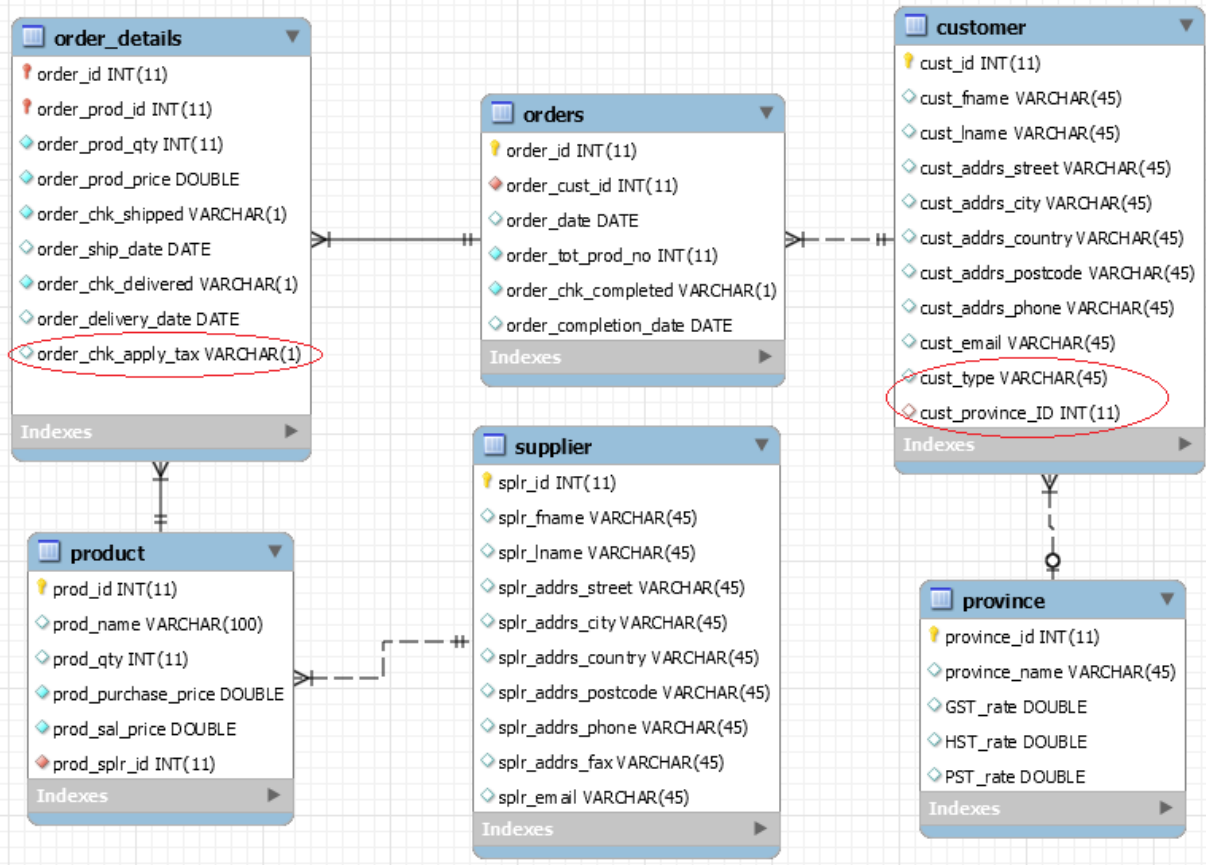 order_details
order_id INT(11)
order_prod_id INT(11)
order_prod_qty INT(11)
order_prod_price DOUBLE
order_chk_shipped VARCHAR(1)
order_ship_date DATE
order_chk_delivered VARCHAR(1)
order_delivery_date DATE
order_chk_apply_tax VARCHAR(1)
Indexes
orders
order_id INT(11)
order_cust_id INT(11)
order_date DATE
order_tot_prod_no INT(11)
order_chk_completed VARCHAR(1)
order_completion_date DATE
Indexes
customer
cust_id INT(11)
cust_fname VARCHAR(45)
cust_lname VARCHAR(45)
cust_addrs_street VARCHAR(45)
cust_addrs_city VARCHAR(45)
cust_addrs_country VARCHAR(45)
cust_addrs_postcode VARCHAR(45)
cust_addrs_phone VARCHAR(45)
cust_email VARCHAR(45)
cust_type VARCHAR(45)
cust_province_ID INT(11)
Indexes
product
prod_id INT(11)
prod_name VARCHAR(100)
prod_qty INT(11)
prod_purchase_price DOUBLE
prod_sal_price DOUBLE
prod_splr_id INT(11)
Indexes
supplier
splr_id INT(11)
splr_fname VARCHAR(45)
splr_lname VARCHAR(45)
splr_addrs_street VARCHAR(45)
splr_addrs_city VARCHAR(45)
splr_addrs_country VARCHAR(45)
splr_addrs_postcode VARCHAR(45)
splr_addrs_phone VARCHAR(45)
splr_addrs_fax VARCHAR(45)
splr_email VARCHAR(45)
Indexes
province
province_id INT(11)
province_name VARCHAR(45)
GST_rate DOUBLE
HST_rate DOUBLE
PST_rate DOUBLE
Indexes